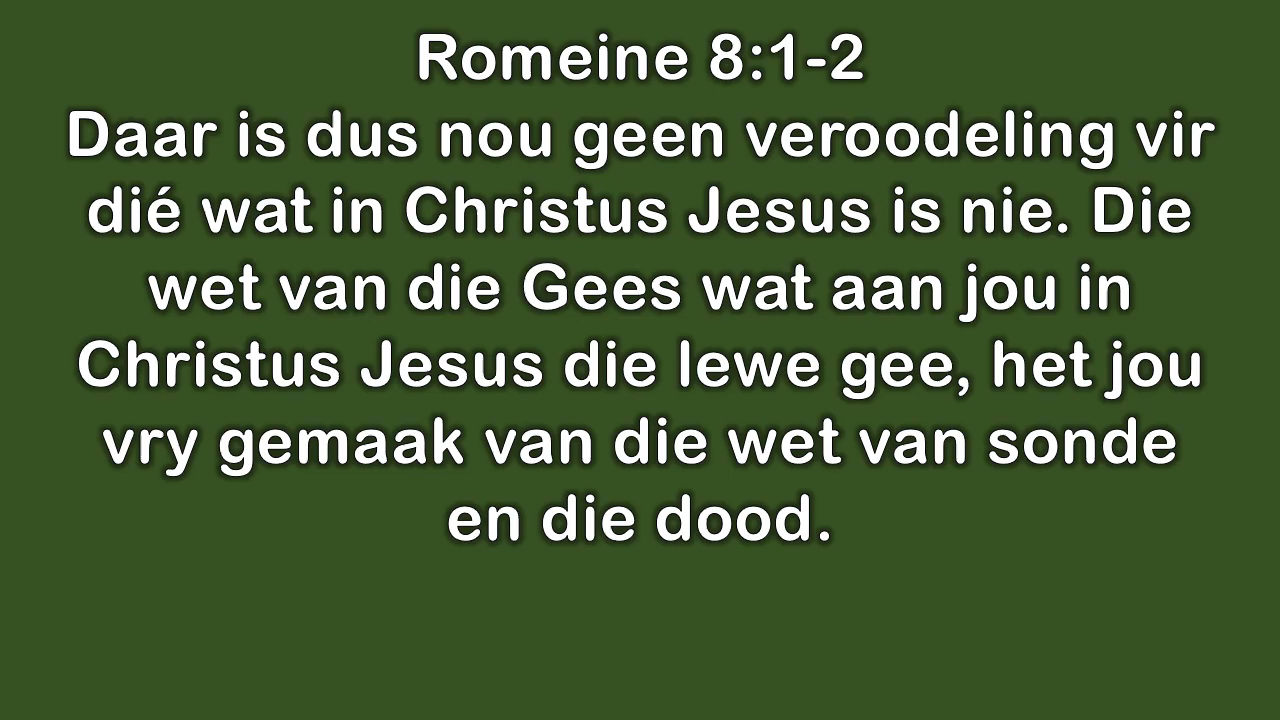 Romeine 8:1-2
Daar is dus nou geen veroodeling vir
dié wat in Christus Jesus is nie. Die
wet van die Gees wat aan jou in
Christus Jesus die lewe gee, het jou
vry gemaak van die wet van sonde
en die dood.